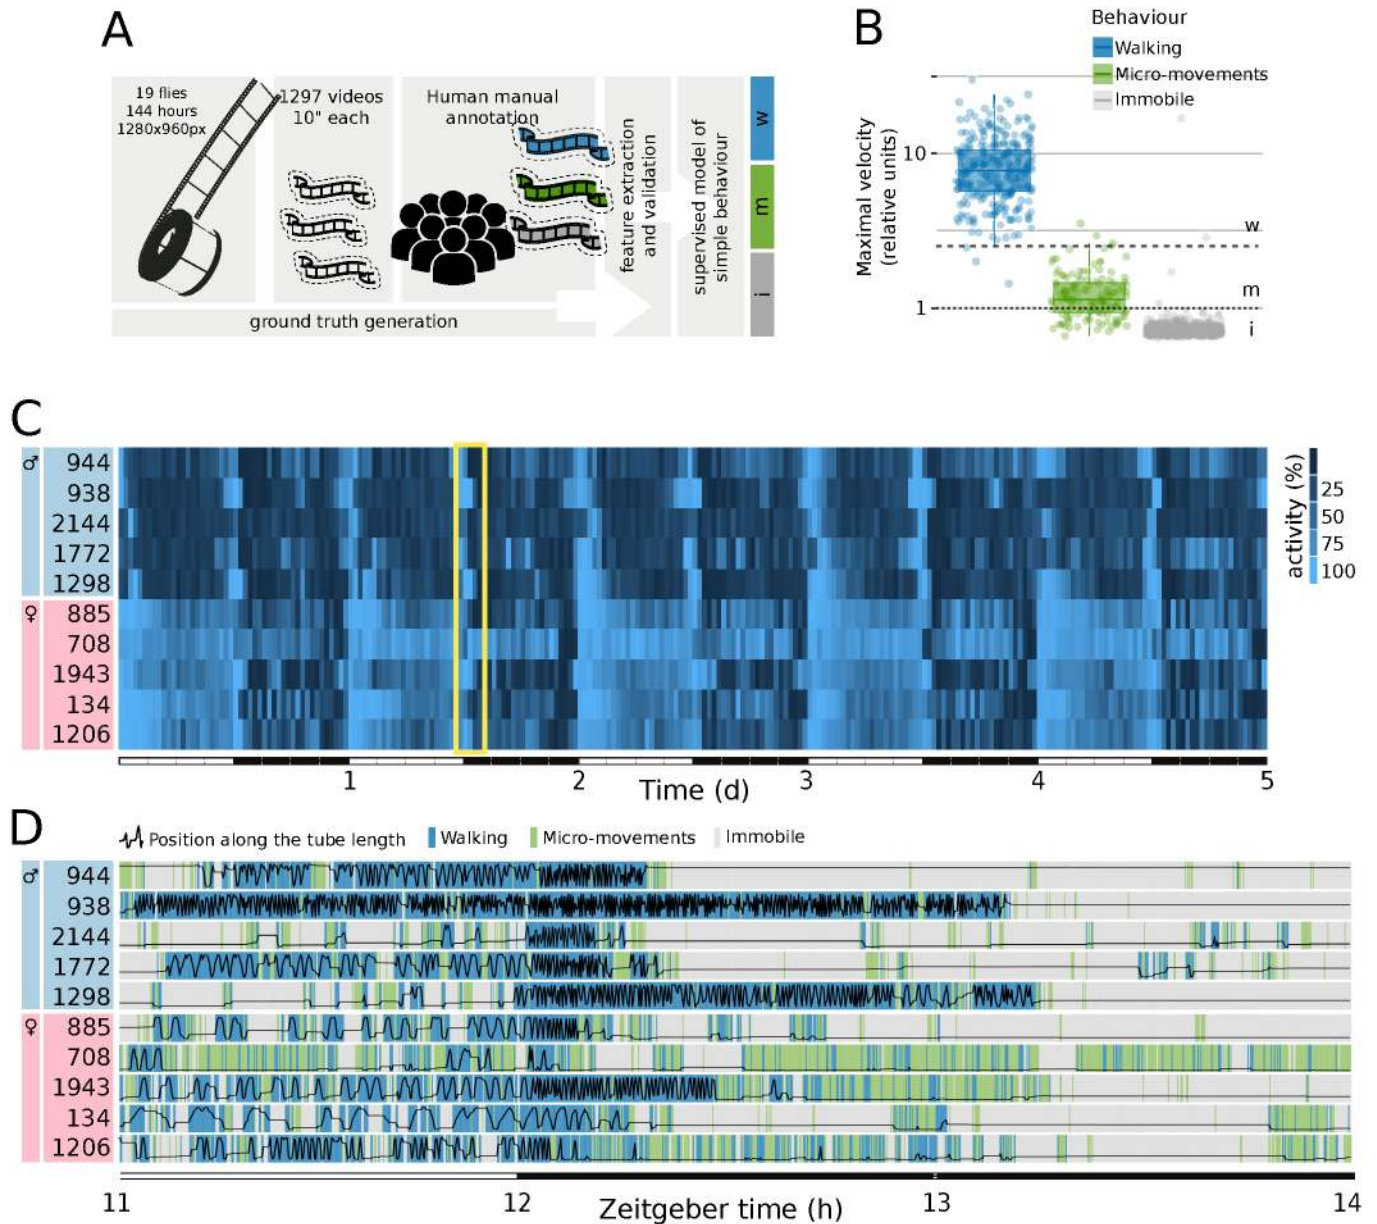 A
19 flies
144 hours
1280x960px
1297 videos
10" each
Human manual
annotation
feature extraction
and validation
supervised model of
simple behaviour
w
m
i
ground truth generation
B
Behaviour
Walking
Micro-movements
Immobile
Maximal velocity
(relative units)
10
1
w
m
i
C
♂
944
938
2144
1772
1298
♀
885
708
1943
134
1206
activity (%)
25
50
75
100
1
2
3
4
5
Time (d)
D
Position along the tube length
Walking
Micro-movements
Immobile
♂
944
938
2144
1772
1298
♀
885
708
1943
134
1206
11
12
13
14
Zeitgeber time (h)